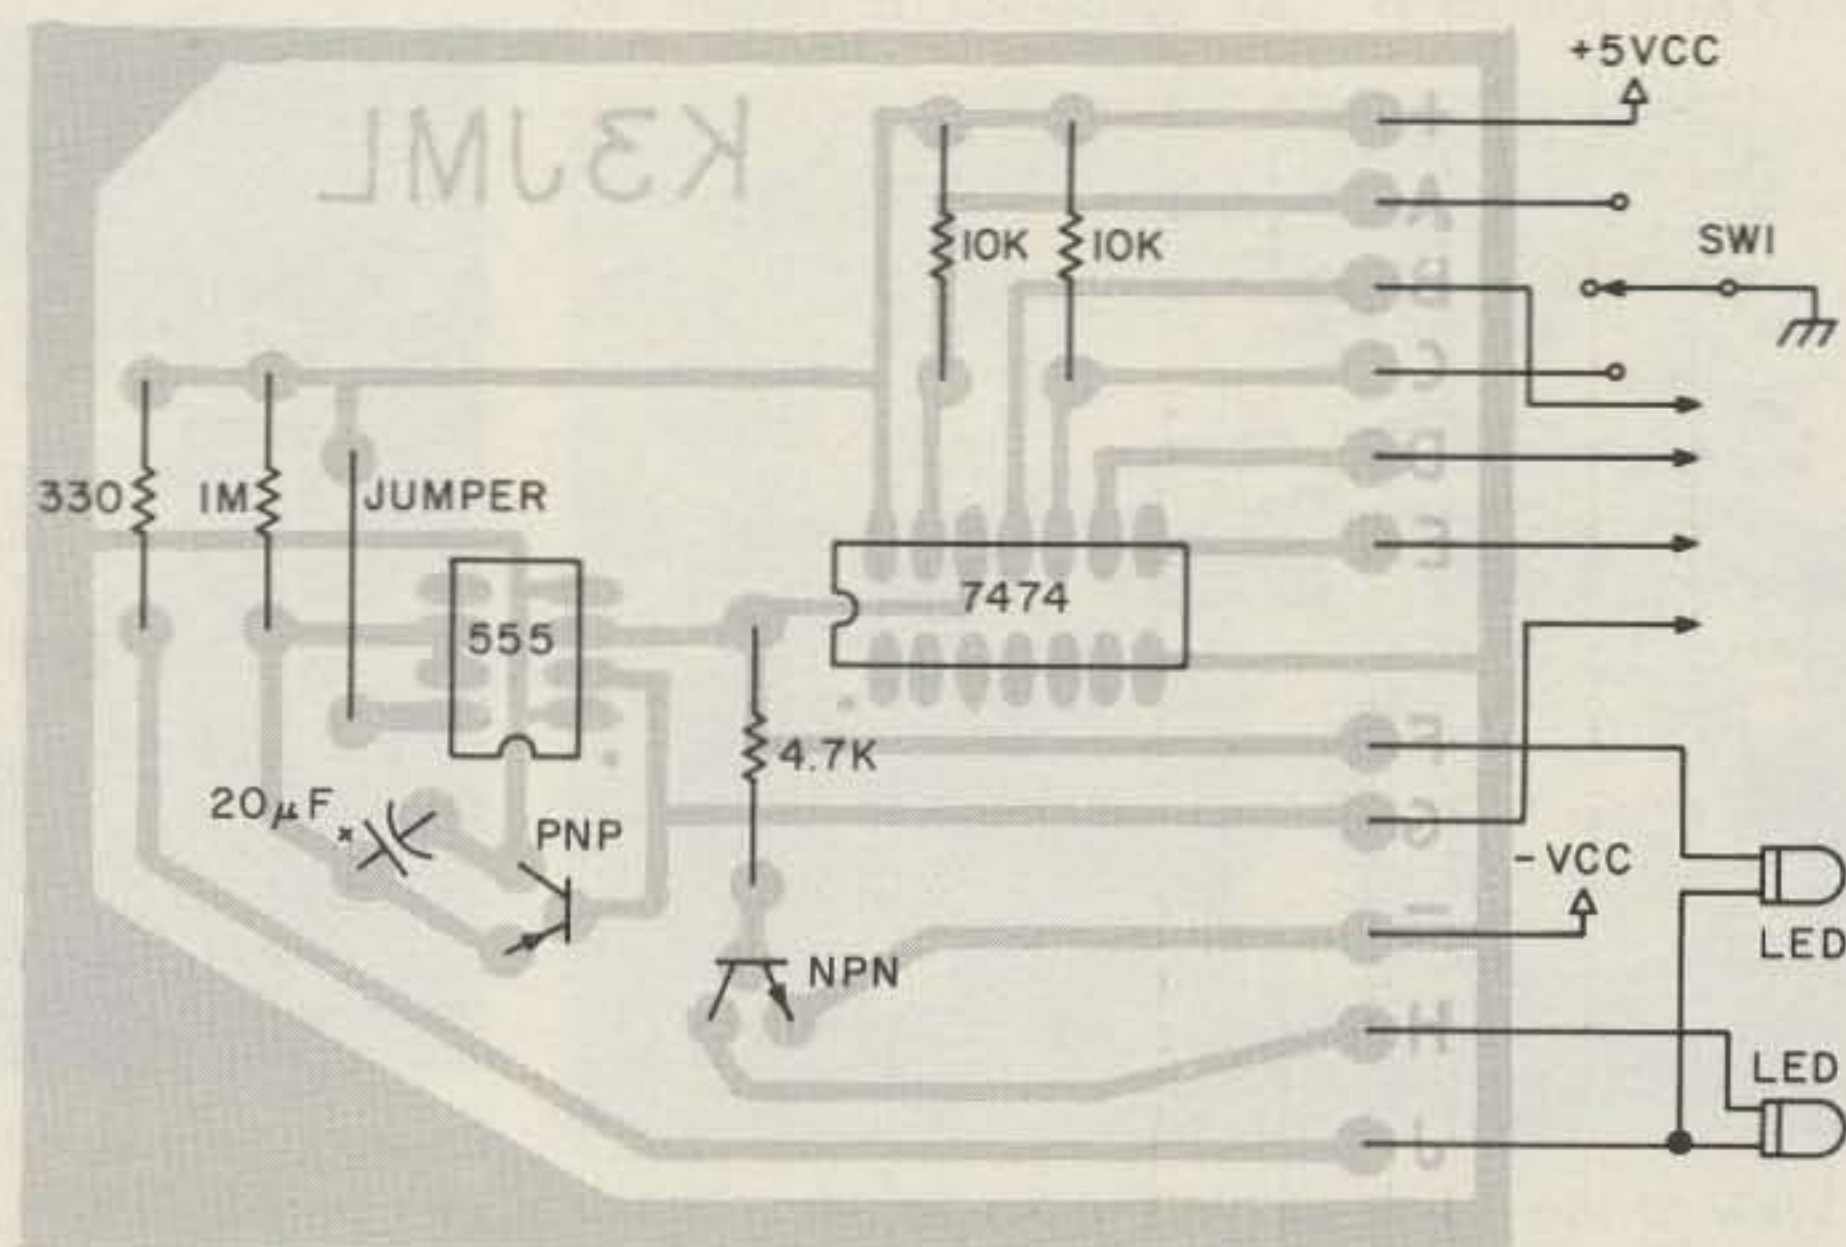 +5VCC
K3JML
+
A
10K
10K
SW1
B
C
330
1M
JUMPER
D
7474
555
4.7K
20µF
PNP
S
-VCC
LED
-
NPN
H
LED
J